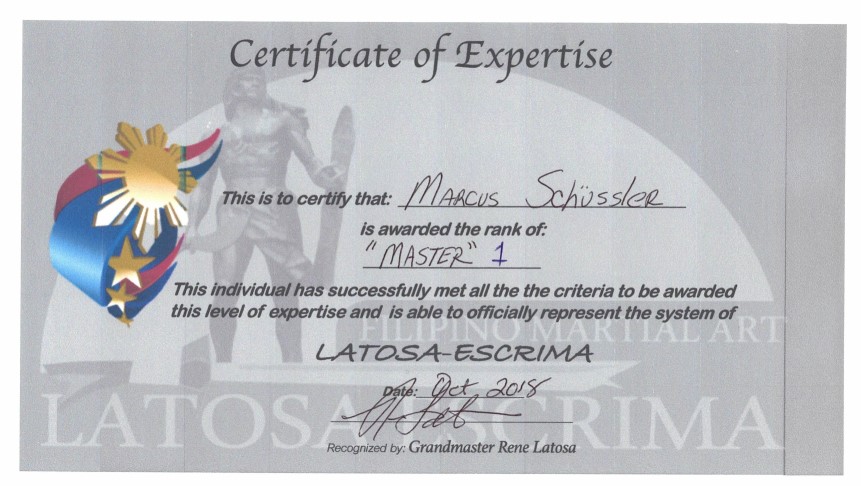 Certificate of Expertise
This is to certify that: Marcus Schüssler
is awarded the rank of:
"MASTER" 1
This individual has successfully met all the the criteria to be awarded
this level of expertise and is able to officially represent the system of
FILIPINO MARTIAL ART
LATOSA-ESCRIMA
Date: Oct 2018
LATOSA-ESCRIMA
Recognized by: Grandmaster Rene Latosa